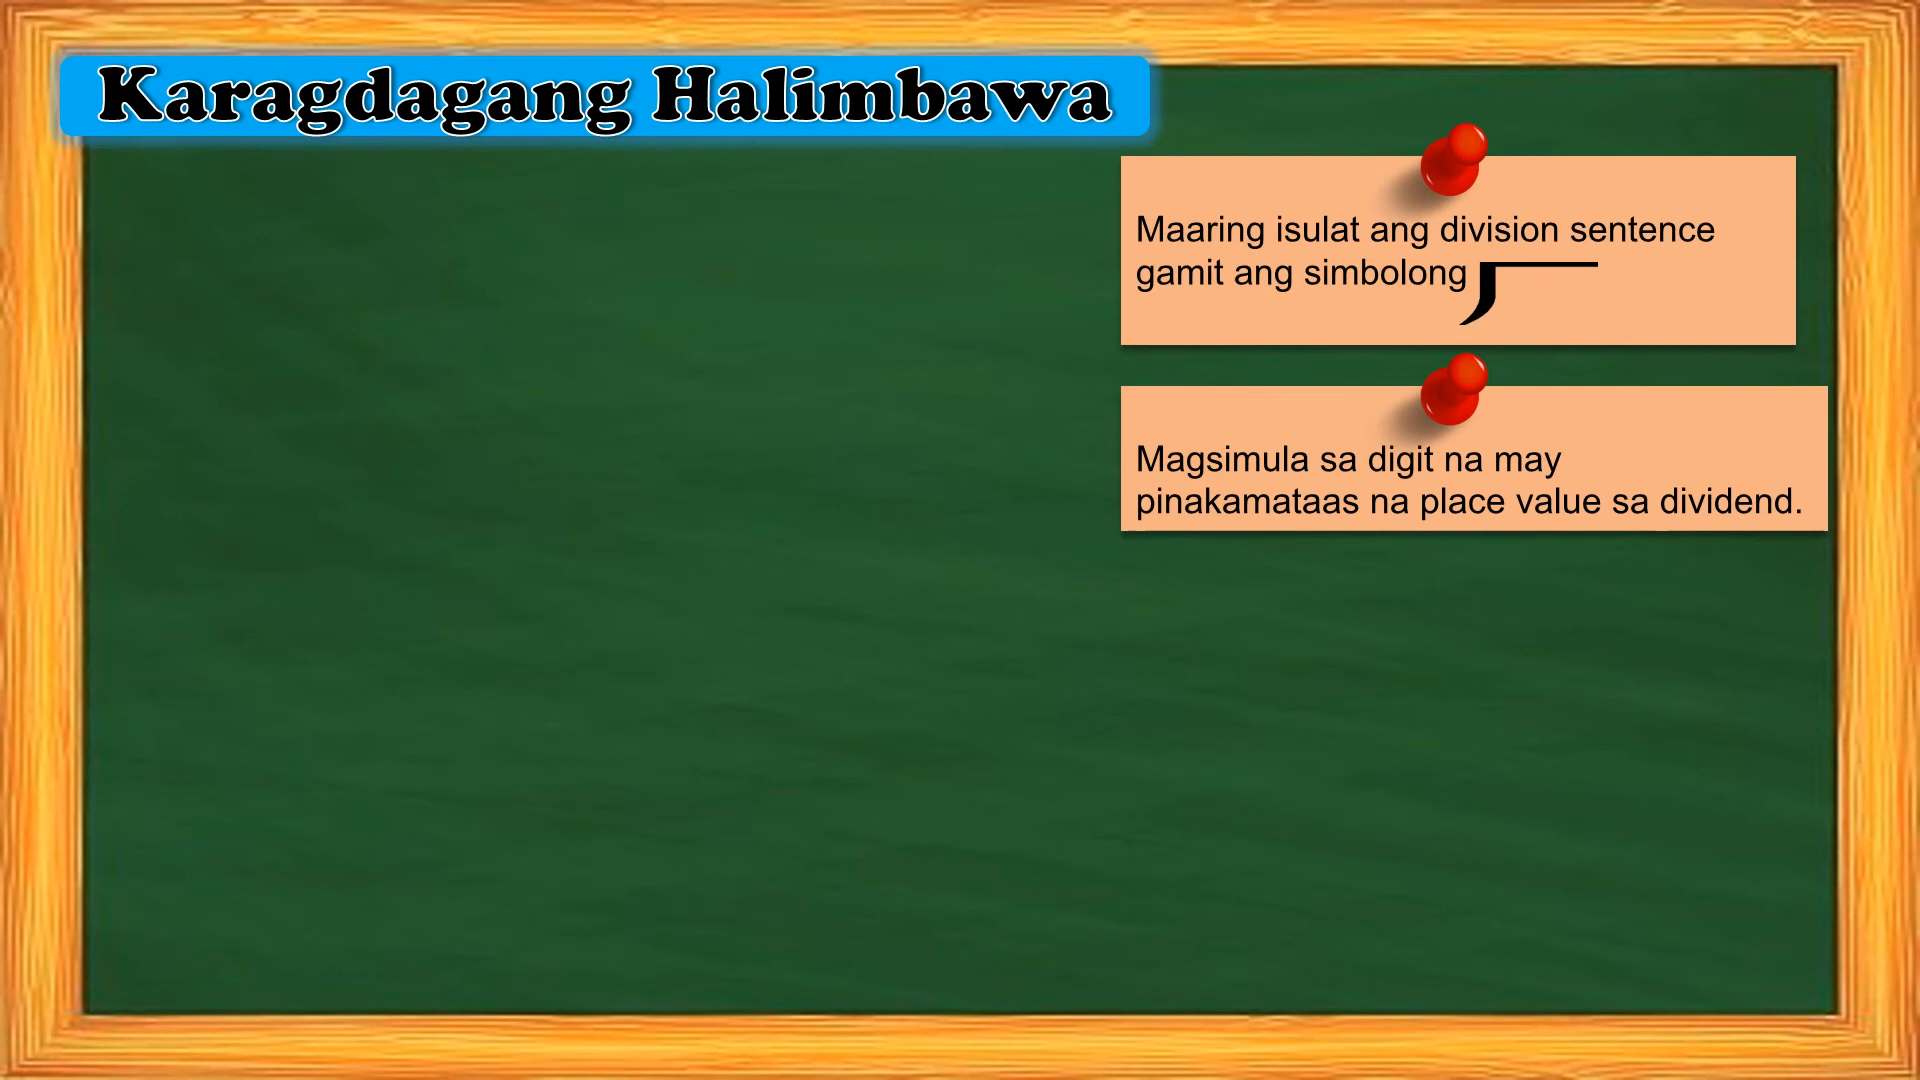 Karagdagang Halimbawa
Maaring isulat ang division sentence
gamit ang simbolong
Magsimula sa digit na may
pinakamataas na place value sa dividend.